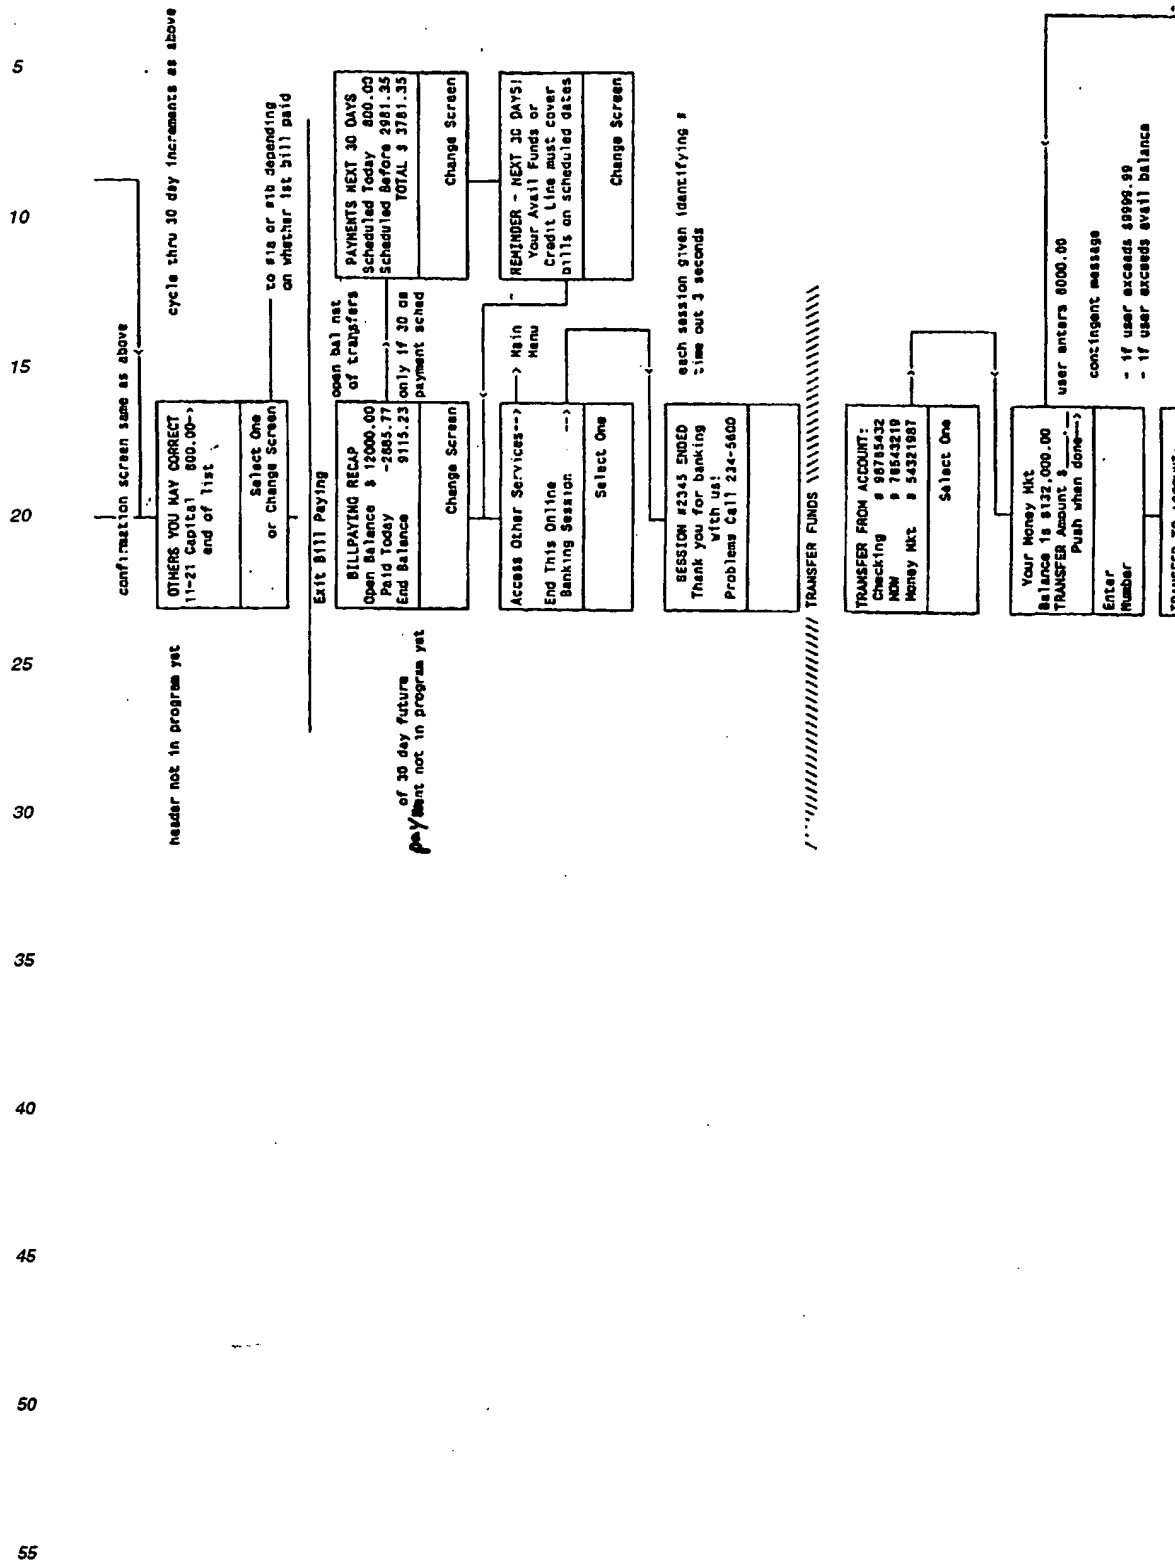 5
10
15
20
25
30
35
40
45
50
55
confirmation screen same as above
header not in program yet
OTHERS YOU MAY CORRECT
11-21 Capital 800.00->
end of list
Select One
or Change Screen
cycle thru 30 day increments as above
to #1a or #1b depending
on whether 1st bill paid
Exit Bill Paying
of 30 day future
payment not in program yet
BILLPAYING RECAP
Open Balance $ 12000.00
Paid Today -2885.77
End Balance 9115.23
Change Screen
open bal net
of transfers
only if 30 da
payment sched
PAYMENTS NEXT 30 DAYS
Scheduled Today 800.00
Scheduled Before 2981.35
TOTAL $ 3781.35
Change Screen
Access Other Services-->
End This Online
Banking Session -->
Select One
> Main
Menu
REMINDER - NEXT 30 DAYS!
Your Avail Funds or
Credit Line must cover
bills on scheduled dates
Change Screen
SESSION #2345 ENDED
Thank you for banking
with us!
Problems Call 234-5600
each session given identifying #
time out 3 seconds
TRANSFER FUNDS
TRANSFER FROM ACCOUNT:
Checking # 98765432
NOW # 78543219
Money Mkt # 54321987
Select One
Your Money Mkt
Balance is $132,000.00
TRANSFER Amount $____.__
Push when done-->
Enter
Number
user enters 6000.00
contingent message
- if user exceeds $9999.99
- if user exceeds avail balance
TRANSFER TO ACCOUNT: